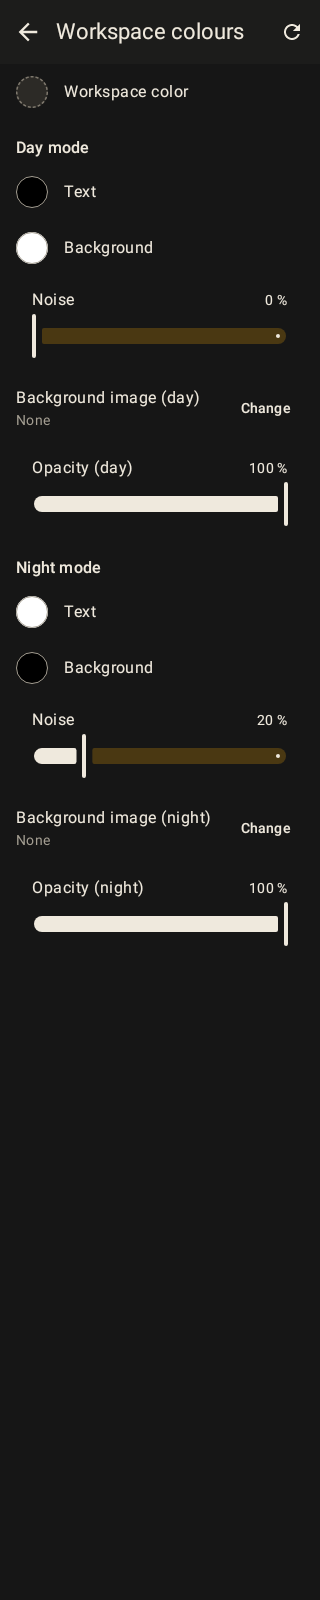 Workspace colours
Workspace color
Day mode
Text
Background
Noise 0 %
Background image (day)
None
Change
Opacity (day) 100 %
Night mode
Text
Background
Noise 20 %
Background image (night)
None
Change
Opacity (night) 100 %